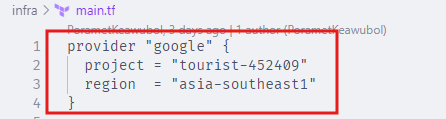 infra > main.tf
ParametKeawubol, 3 days ago | 1 author (ParametKeawubol)
1 provider "google" {
2 project = "tourist-452409"
3 region = "asia-southeast1"
4 }